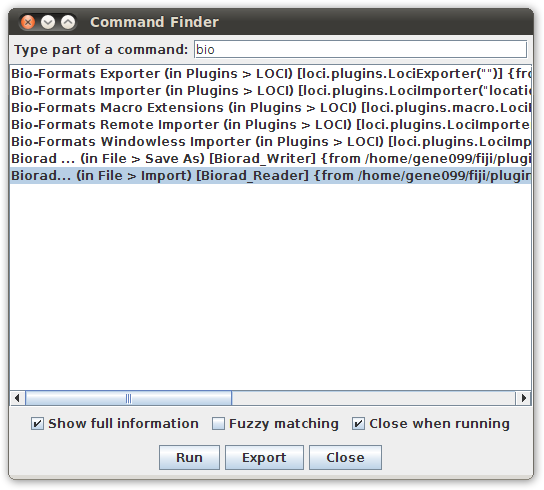 Command Finder
Type part of a command: bio
Bio-Formats Exporter (in Plugins > LOCI) [loci.plugins.LociExporter("")] {fro
Bio-Formats Importer (in Plugins > LOCI) [loci.plugins.LociImporter("locatio
Bio-Formats Macro Extensions (in Plugins > LOCI) [loci.plugins.macro.LociI
Bio-Formats Remote Importer (in Plugins > LOCI) [loci.plugins.LociImporte
Bio-Formats Windowless Importer (in Plugins > LOCI) [loci.plugins.LociImp
Biorad ... (in File > Save As) [Biorad_Writer] {from /home/gene099/fiji/plugi
Biorad... (in File > Import) [Biorad_Reader] {from /home/gene099/fiji/plugin
Show full information Fuzzy matching Close when running
Run Export Close